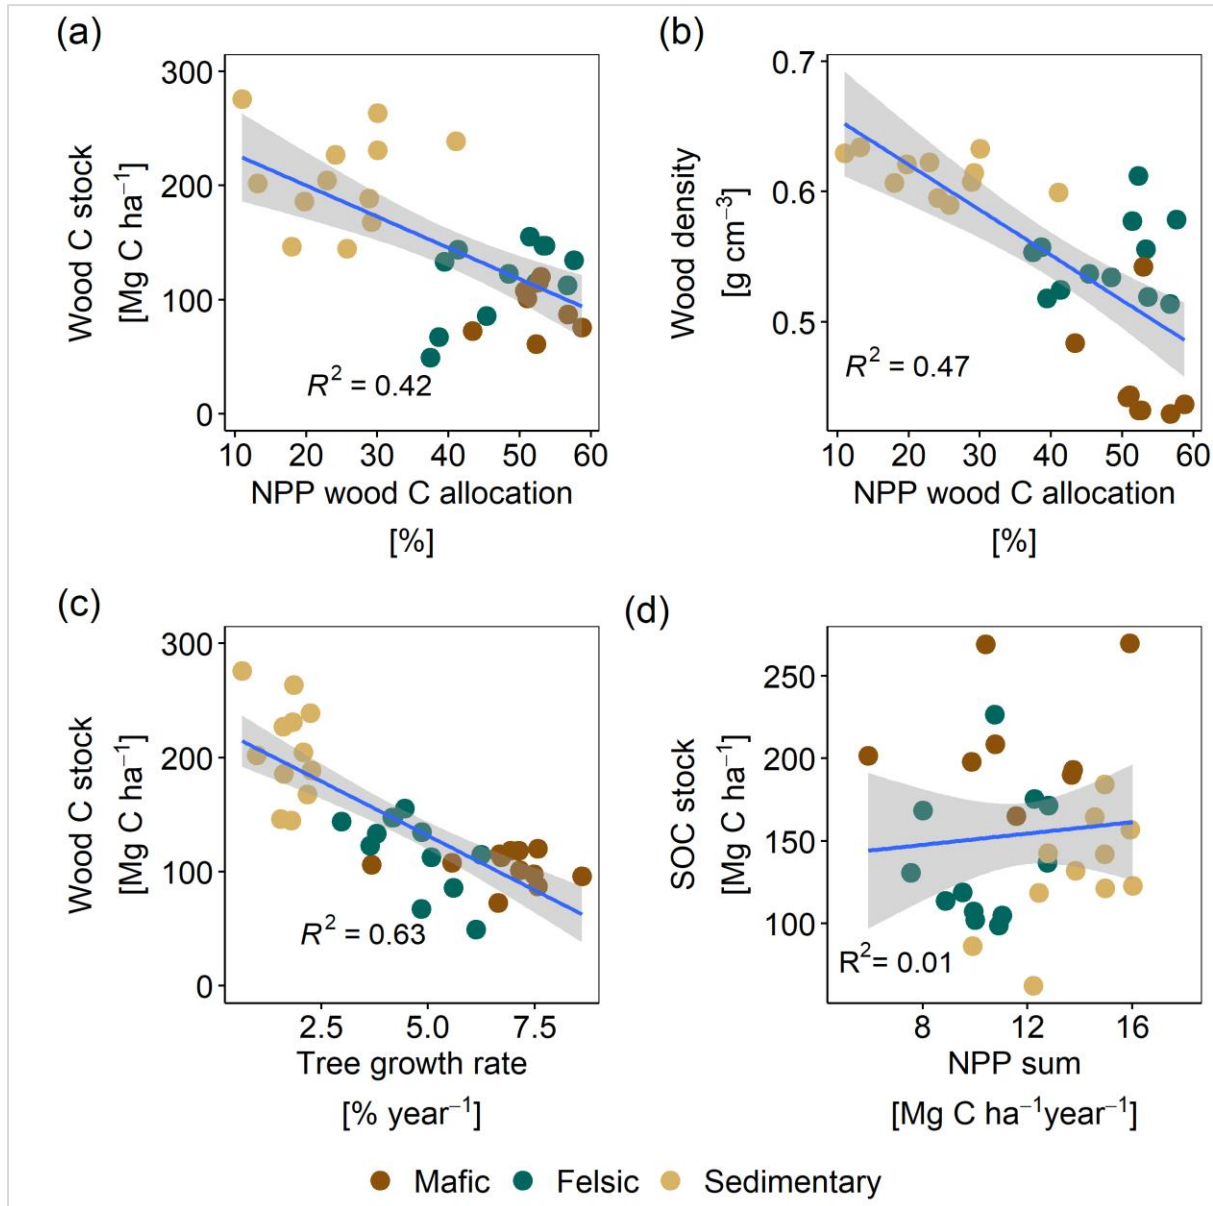 (a)
300
200
100
0
Wood C stock
[Mg C ha⁻¹]
R² = 0.42
10 20 30 40 50 60
NPP wood C allocation
[%]
(b)
0.7
0.6
0.5
Wood density
[g cm⁻³]
R² = 0.47
10 20 30 40 50 60
NPP wood C allocation
[%]
(c)
300
200
100
0
Wood C stock
[Mg C ha⁻¹]
R² = 0.63
2.5 5.0 7.5
Tree growth rate
[% year⁻¹]
(d)
250
200
150
100
SOC stock
[Mg C ha⁻¹]
R²= 0.01
8 12 16
NPP sum
[Mg C ha⁻¹year⁻¹]
Mafic Felsic Sedimentary